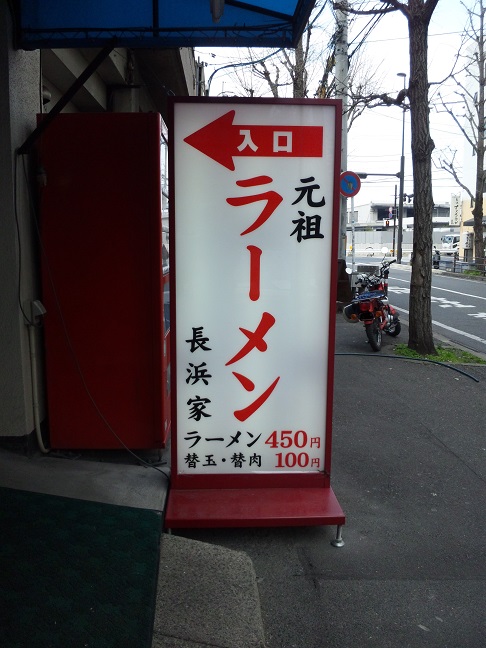 入口
元祖
ラーメン
長浜家
ラーメン450円
替玉・替肉 100円